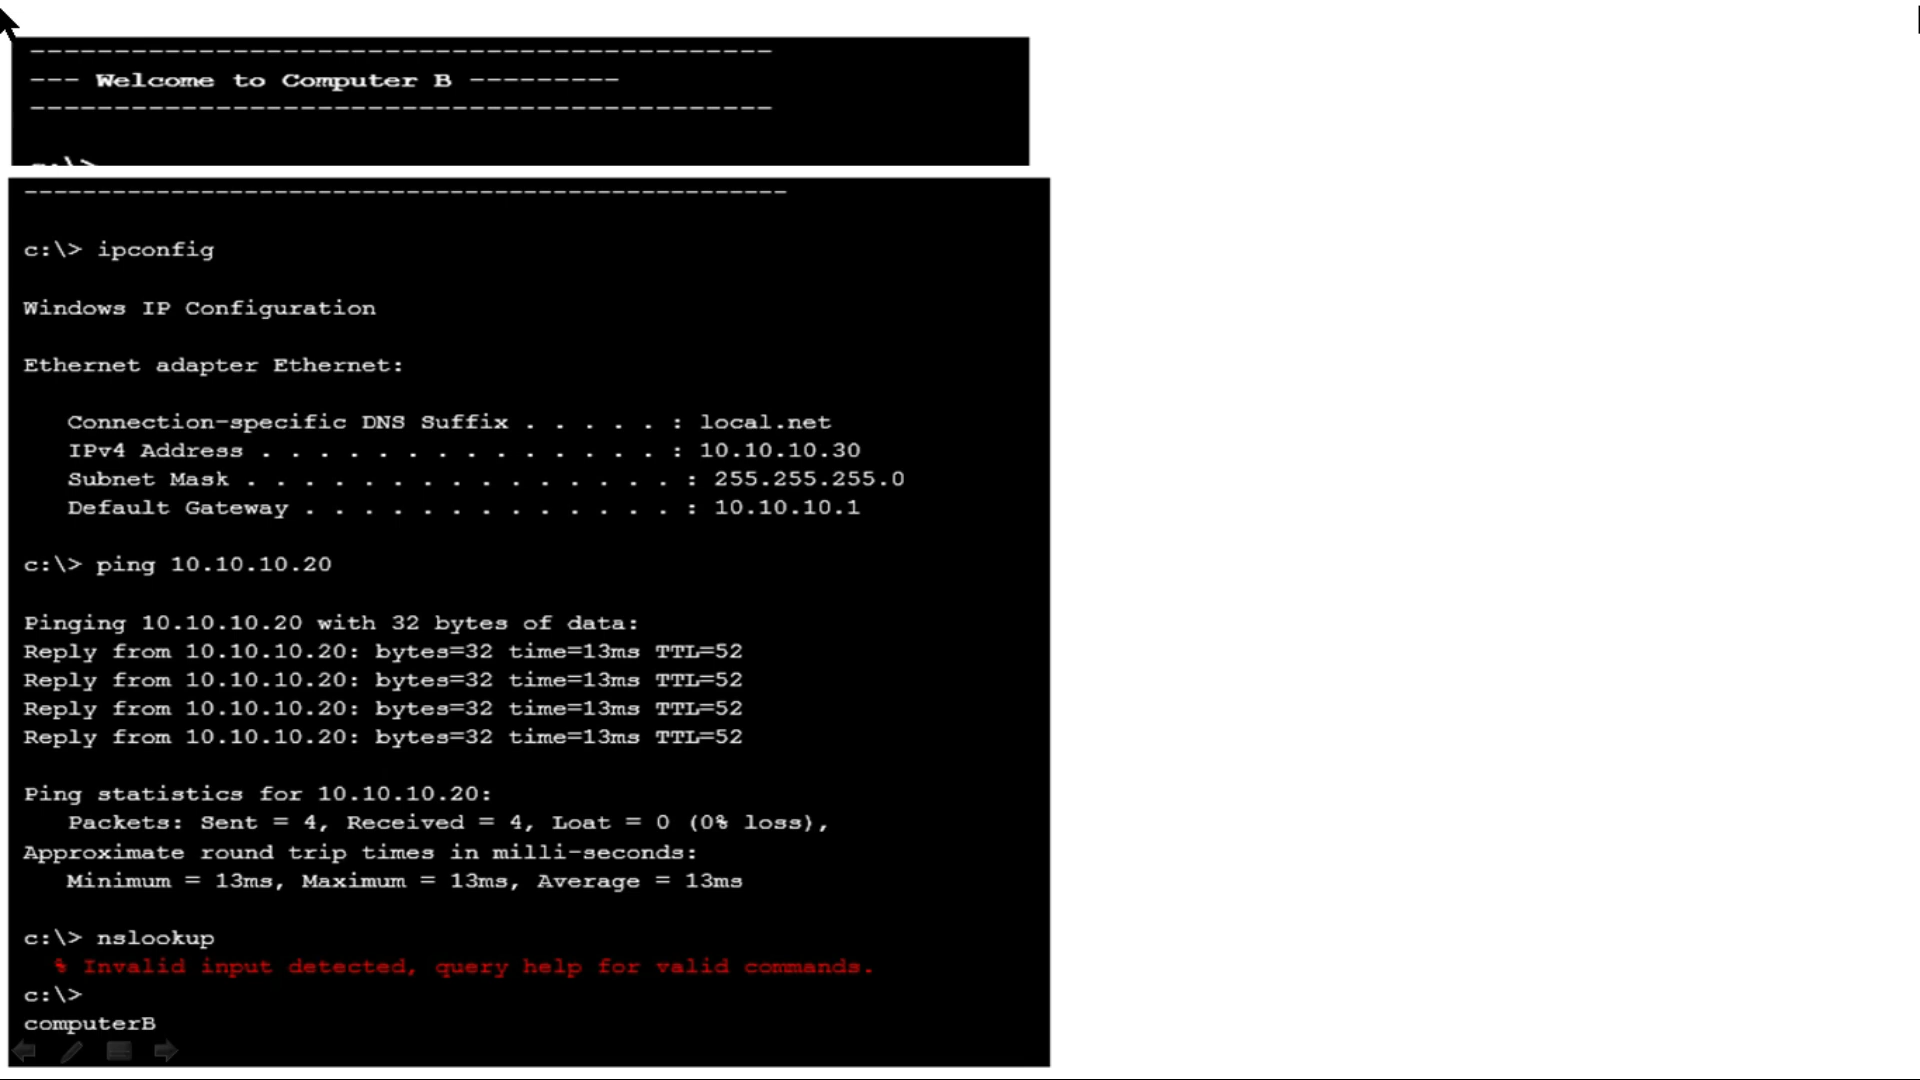 --------------------------------------------
--- Welcome to Computer B ---------
--------------------------------------------
c:\>
----------------------------------------------------
c:\> ipconfig
Windows IP Configuration
Ethernet adapter Ethernet:
Connection-specific DNS Suffix . . . . . : local.net
IPv4 Address . . . . . . . . . . . . . . . : 10.10.10.30
Subnet Mask . . . . . . . . . . . . . . . . : 255.255.255.0
Default Gateway . . . . . . . . . . . . . : 10.10.10.1
c:\> ping 10.10.10.20
Pinging 10.10.10.20 with 32 bytes of data:
Reply from 10.10.10.20: bytes=32 time=13ms TTL=52
Reply from 10.10.10.20: bytes=32 time=13ms TTL=52
Reply from 10.10.10.20: bytes=32 time=13ms TTL=52
Reply from 10.10.10.20: bytes=32 time=13ms TTL=52
Ping statistics for 10.10.10.20:
Packets: Sent = 4, Received = 4, Loat = 0 (0% loss),
Approximate round trip times in milli-seconds:
Minimum = 13ms, Maximum = 13ms, Average = 13ms
c:\> nslookup
% Invalid input detected, query help for valid commands.
c:\>
computerB